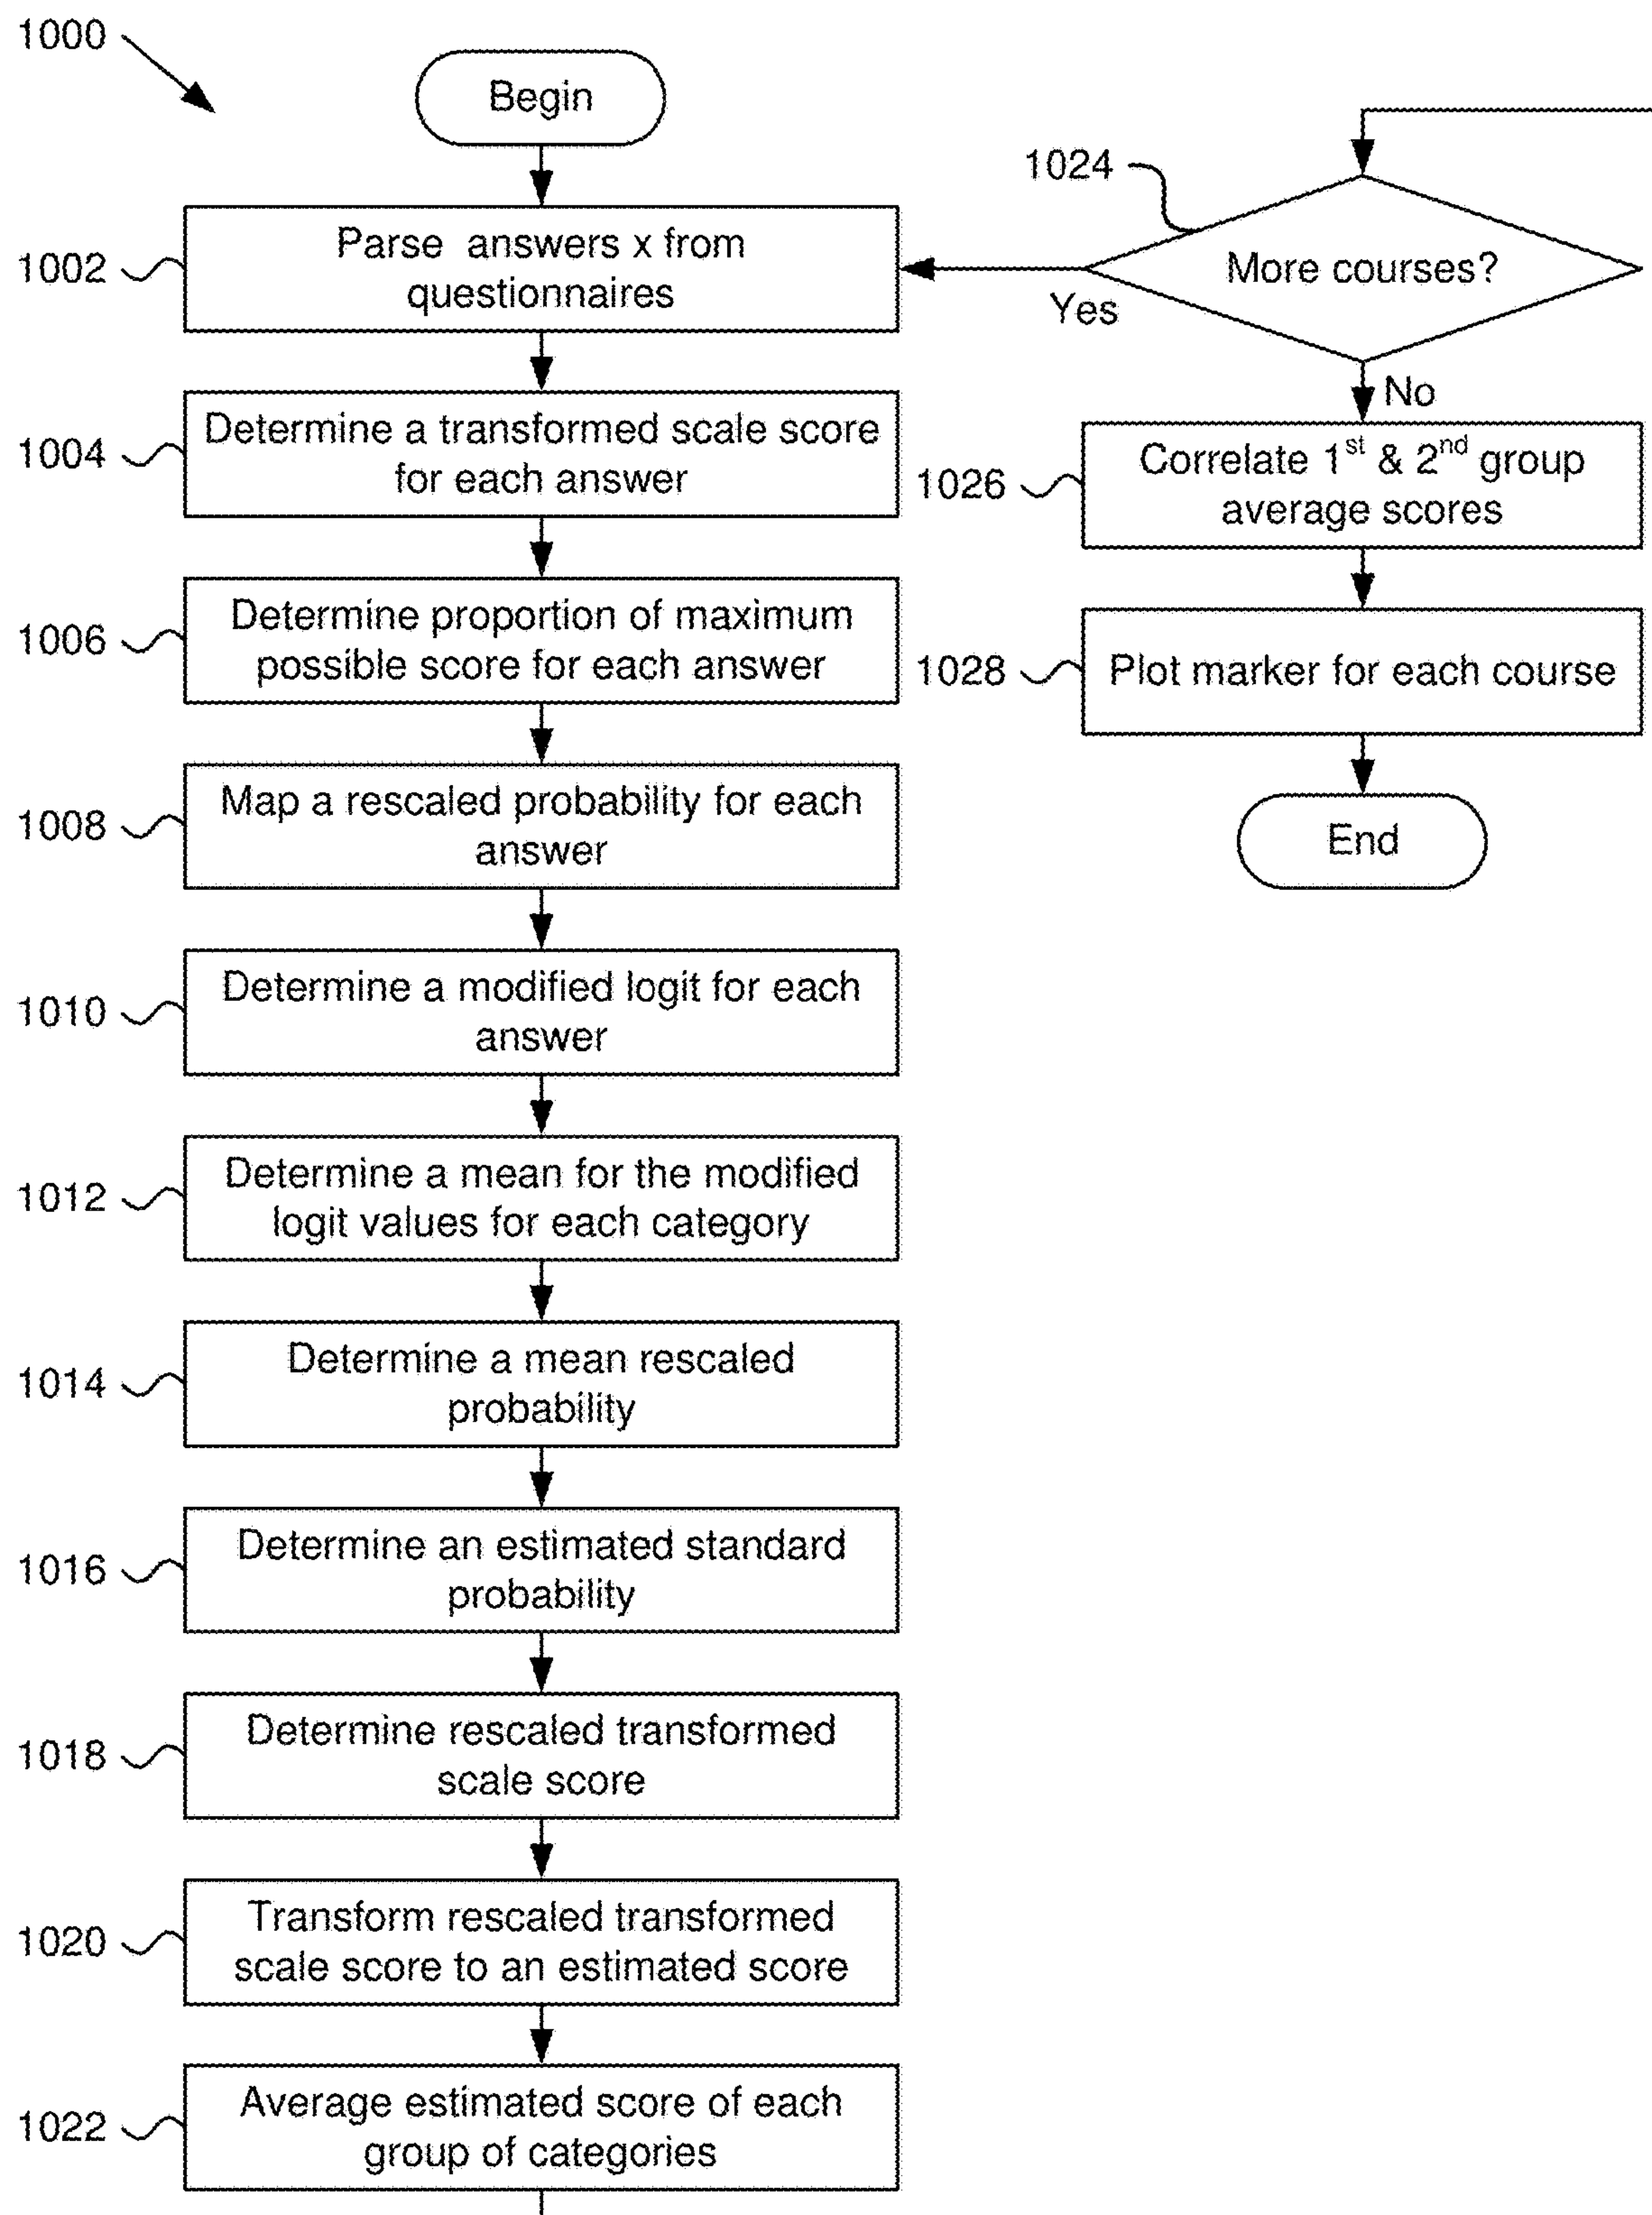 1000
Begin
1002
Parse answers x from
questionnaires
1004
Determine a transformed scale score
for each answer
1006
Determine proportion of maximum
possible score for each answer
1008
Map a rescaled probability for each
answer
1010
Determine a modified logit for each
answer
1012
Determine a mean for the modified
logit values for each category
1014
Determine a mean rescaled
probability
1016
Determine an estimated standard
probability
1018
Determine rescaled transformed
scale score
1020
Transform rescaled transformed
scale score to an estimated score
1022
Average estimated score of each
group of categories
1024
More courses?
Yes
No
1026
Correlate 1st & 2nd group
average scores
1028
Plot marker for each course
End